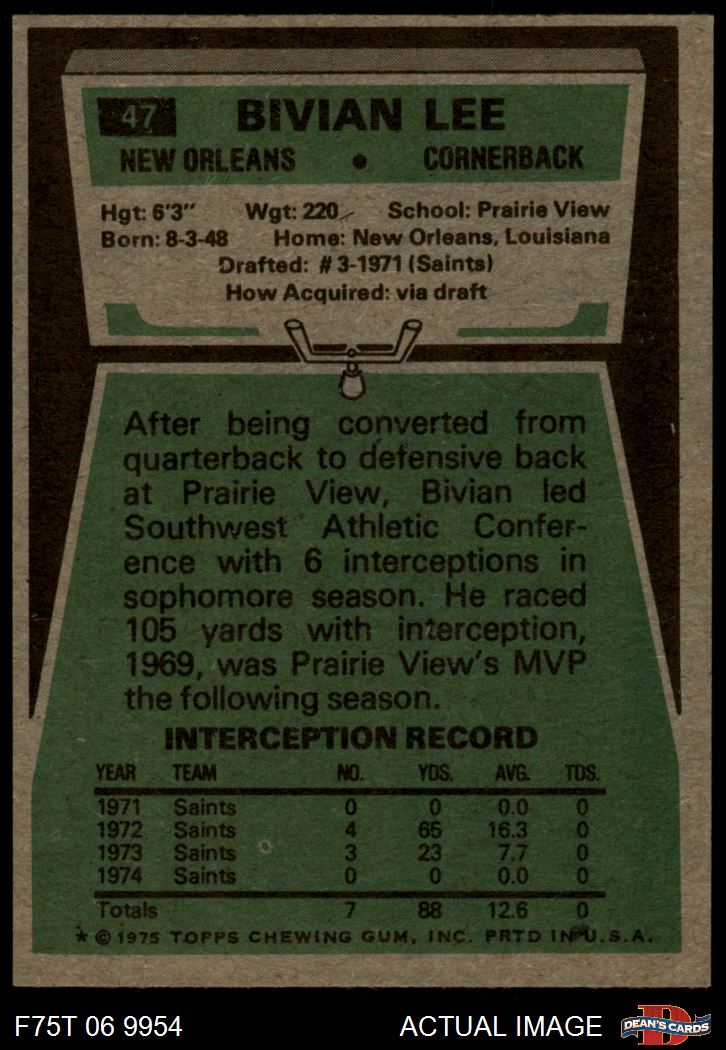 47 BIVIAN LEE
NEW ORLEANS • CORNERBACK
Hgt: 6'3" Wgt: 220 School: Prairie View
Born: 8-3-48 Home: New Orleans, Louisiana
Drafted: #3-1971 (Saints)
How Acquired: via draft
After being converted from
quarterback to defensive back
at Prairie View, Bivian led
Southwest Athletic Confer-
ence with 6 interceptions in
sophomore season. He raced
105 yards with interception,
1969, was Prairie View's MVP
the following season.
INTERCEPTION RECORD
YEAR TEAM NO. YDS. AVG. TDS.
1971 Saints 0 0 0.0 0
1972 Saints 4 65 16.3 0
1973 Saints 3 23 7.7 0
1974 Saints 0 0 0.0 0
Totals 7 88 12.6 0
* © 1975 TOPPS CHEWING GUM, INC. PRTD IN U.S.A.
F75T 06 9954 ACTUAL IMAGE D DEAN'S CARDS